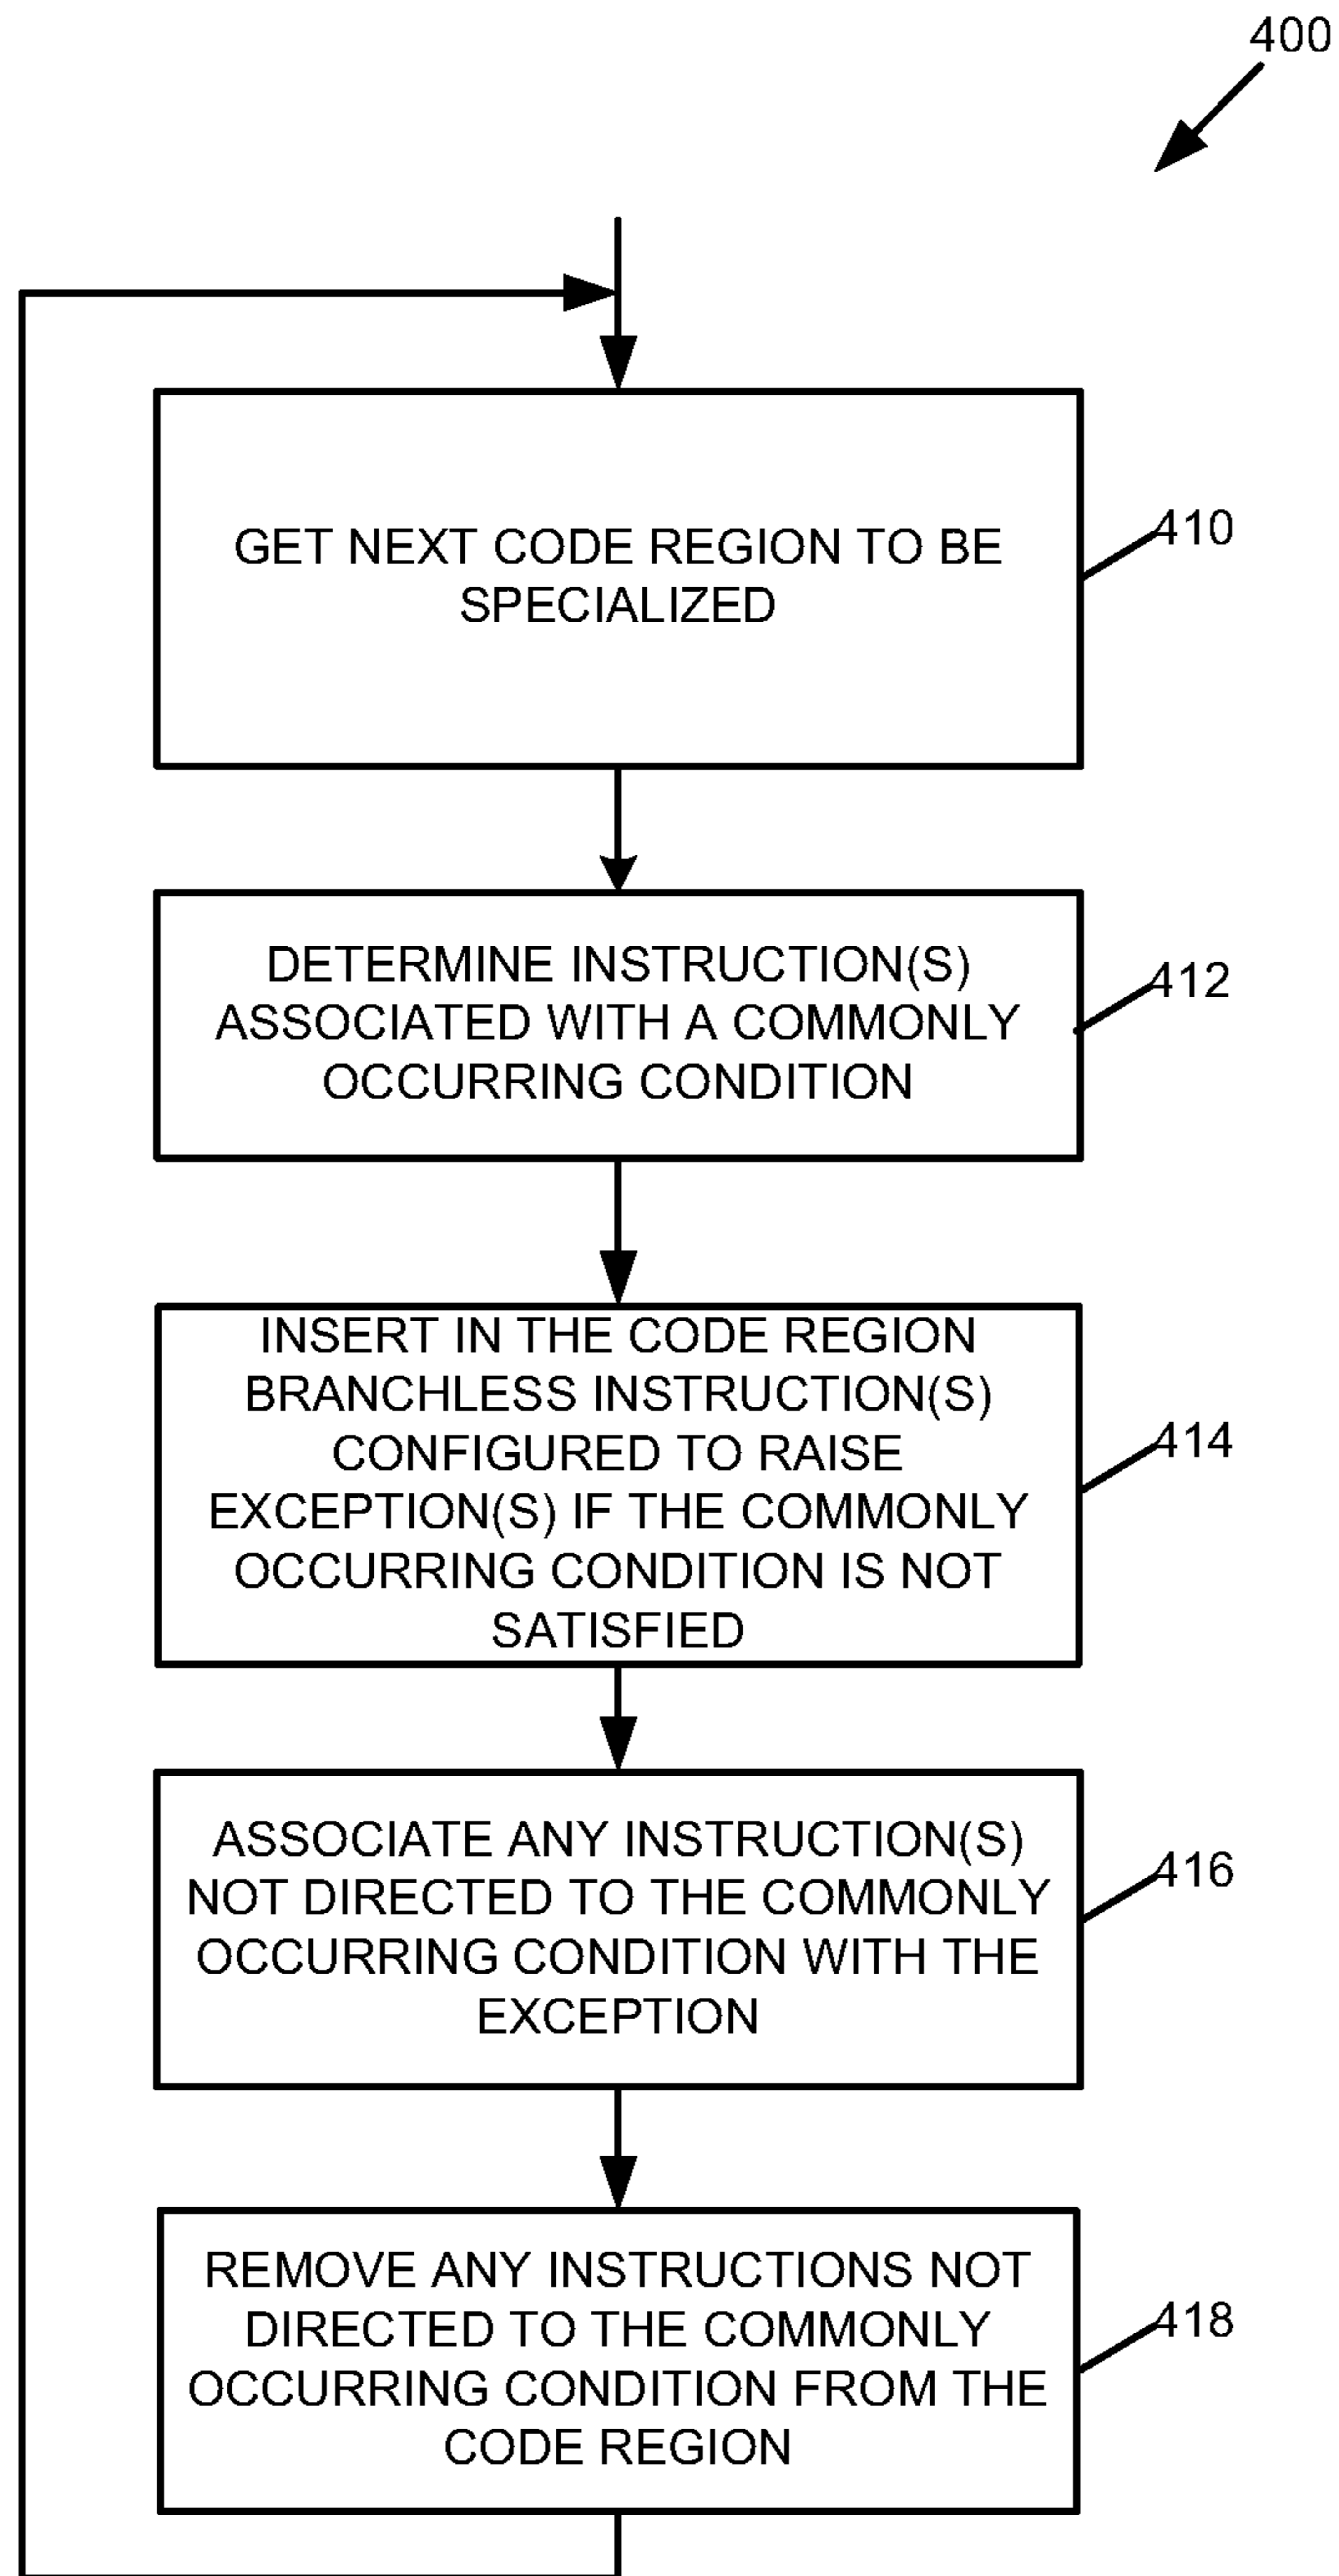 400
GET NEXT CODE REGION TO BE
SPECIALIZED
410
DETERMINE INSTRUCTION(S)
ASSOCIATED WITH A COMMONLY
OCCURRING CONDITION
412
INSERT IN THE CODE REGION
BRANCHLESS INSTRUCTION(S)
CONFIGURED TO RAISE
EXCEPTION(S) IF THE COMMONLY
OCCURRING CONDITION IS NOT
SATISFIED
414
ASSOCIATE ANY INSTRUCTION(S)
NOT DIRECTED TO THE COMMONLY
OCCURRING CONDITION WITH THE
EXCEPTION
416
REMOVE ANY INSTRUCTIONS NOT
DIRECTED TO THE COMMONLY
OCCURRING CONDITION FROM THE
CODE REGION
418